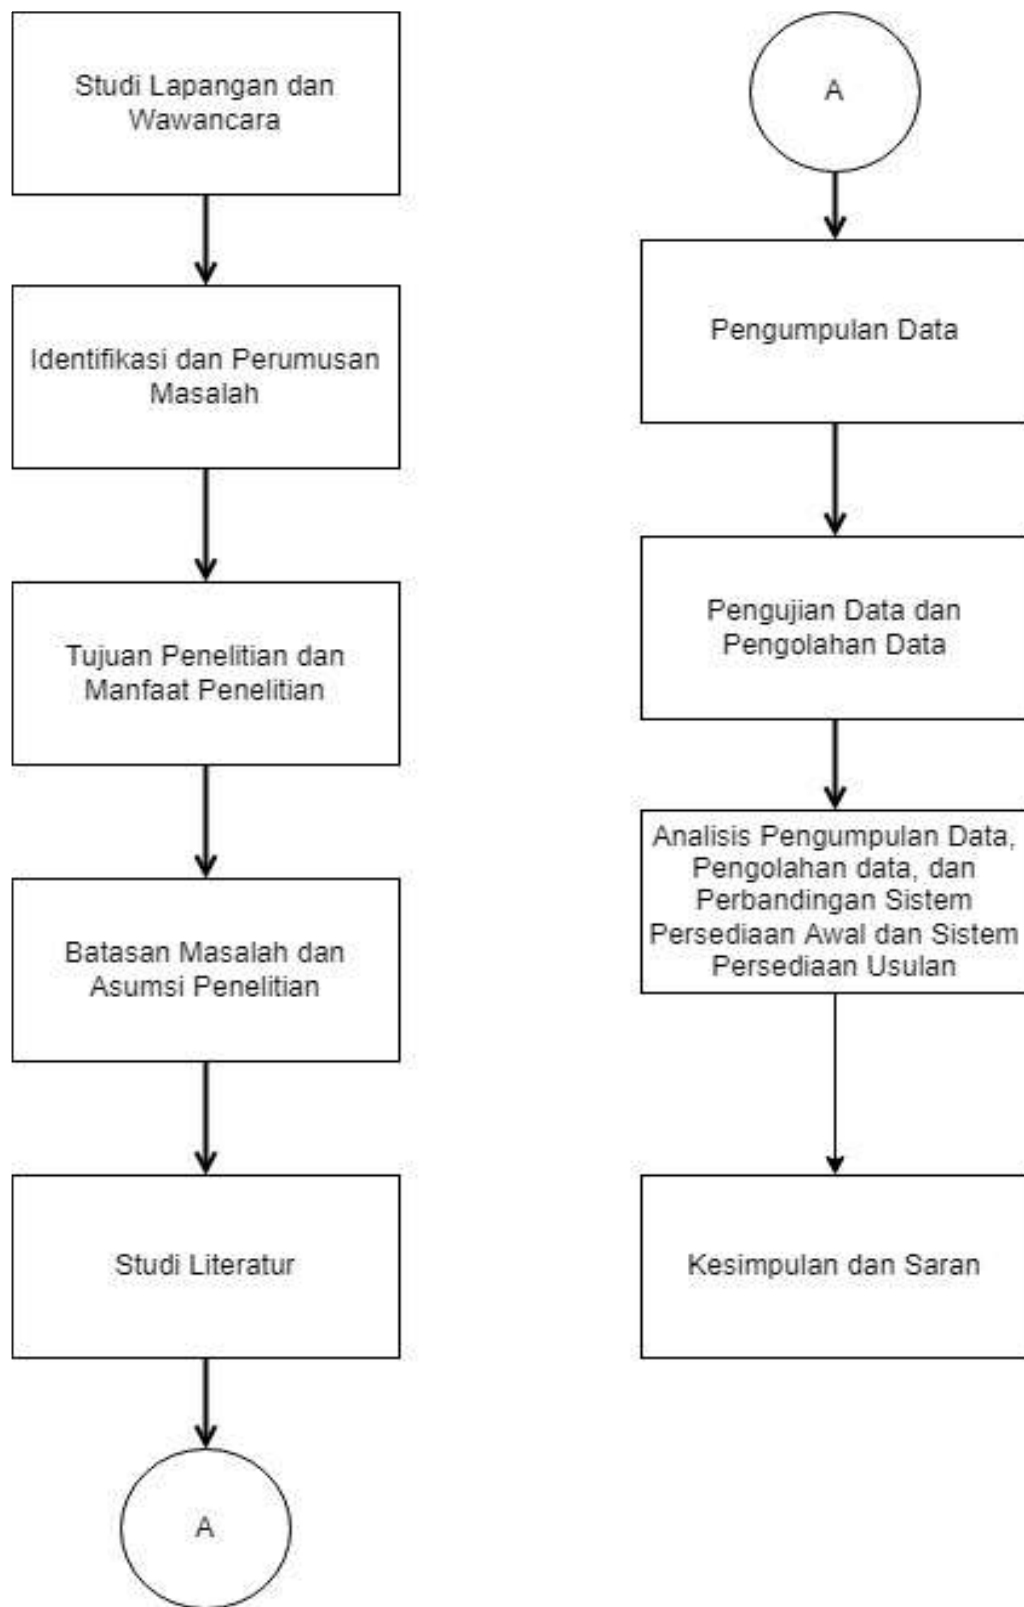 Studi Lapangan dan
Wawancara
Identifikasi dan Perumusan
Masalah
Tujuan Penelitian dan
Manfaat Penelitian
Batasan Masalah dan
Asumsi Penelitian
Studi Literatur
A
A
Pengumpulan Data
Pengujian Data dan
Pengolahan Data
Analisis Pengumpulan Data,
Pengolahan data, dan
Perbandingan Sistem
Persediaan Awal dan Sistem
Persediaan Usulan
Kesimpulan dan Saran